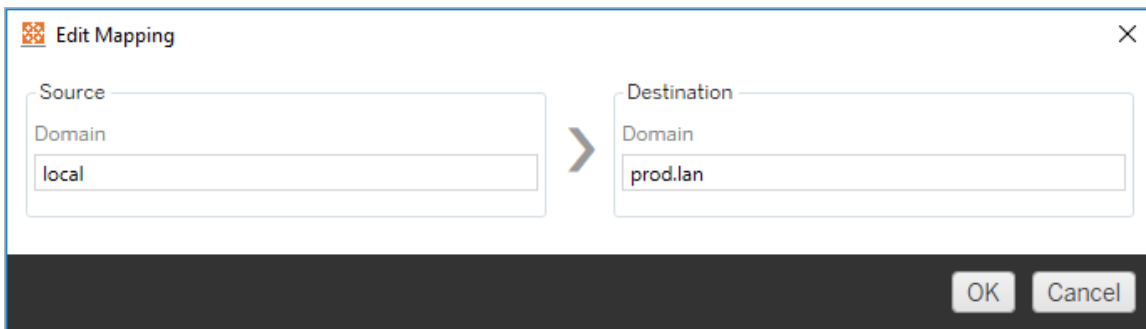 Edit Mapping
Source
Domain
local
Destination
Domain
prod.lan
OK
Cancel